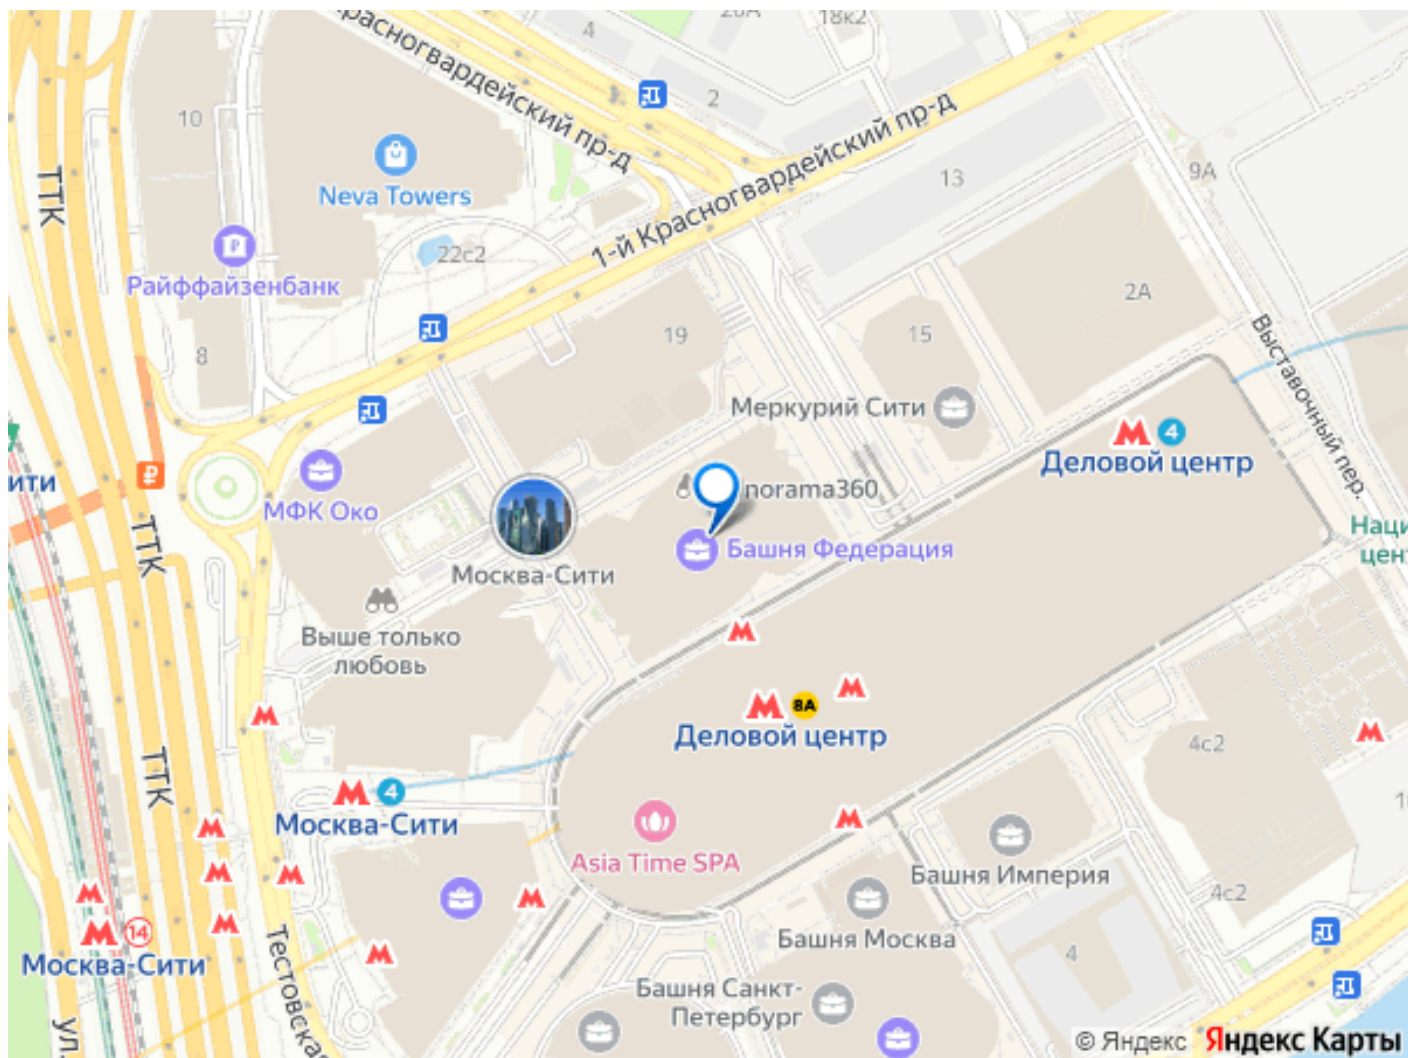 Красногвардейский пр-д
4
18к2
2
10
ТТК
Neva Towers
1-й Красногвардейский пр-д
13
9А
Райффайзенбанк
22с2
2А
19
15
8
Выставочный пер.
Меркурий Сити
4
Деловой центр
МФК Око
norama360
Башня Федерация
Москва-Сити
ТТК
Выше только
любовь
8А
Деловой центр
4с2
ТТК
4
Москва-Сити
Asia Time SPA
Башня Империя
4с2
14
Москва-Сити
Башня Москва
4
Башня Санкт-
Петербург
ул.
© Яндекс Яндекс Карты